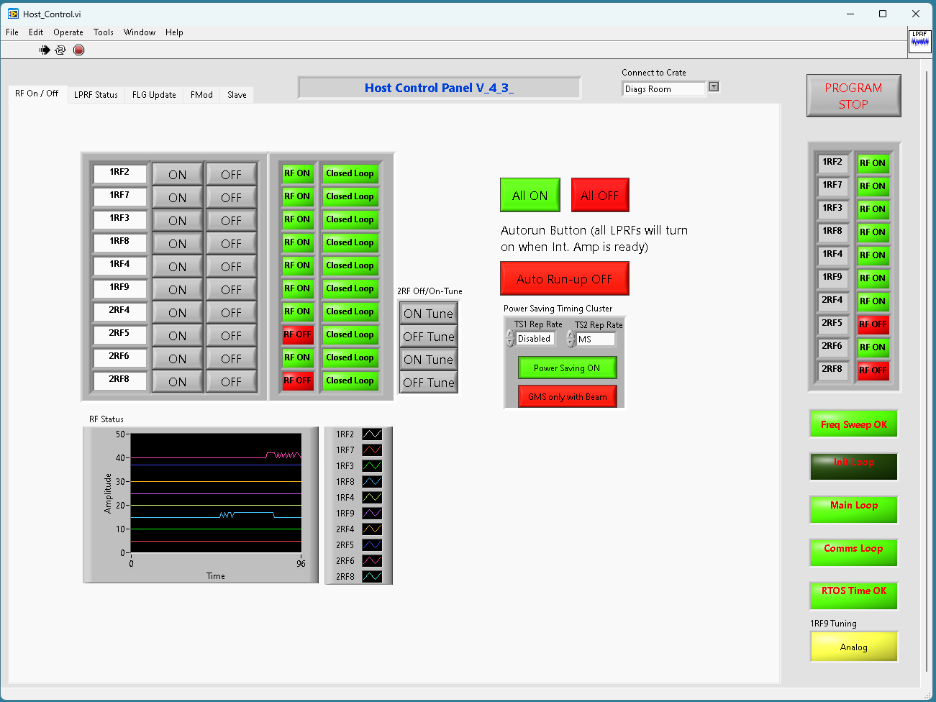 Host_Control.vi
File Edit Operate Tools Window Help
LPRF
RF On / Off LPRF Status FLG Update FMod Slave
Host Control Panel V_4_3_
Connect to Crate
Diags Room
PROGRAM
STOP
1RF2 ON OFF RF ON Closed Loop
1RF7 ON OFF RF ON Closed Loop
1RF3 ON OFF RF ON Closed Loop
1RF8 ON OFF RF ON Closed Loop
1RF4 ON OFF RF ON Closed Loop
1RF9 ON OFF RF ON Closed Loop
2RF4 ON OFF RF ON Closed Loop
2RF5 ON OFF RF OFF Closed Loop
2RF6 ON OFF RF ON Closed Loop
2RF8 ON OFF RF OFF Closed Loop
2RF Off/On-Tune
ON Tune
OFF Tune
ON Tune
OFF Tune
All ON All OFF
Autorun Button (all LPRFs will turn
on when Int. Amp is ready)
Auto Run-up OFF
Power Saving Timing Cluster
TS1 Rep Rate TS2 Rep Rate
Disabled MS
Power Saving ON
GMS only with Beam
1RF2 RF ON
1RF7 RF ON
1RF3 RF ON
1RF8 RF ON
1RF4 RF ON
1RF9 RF ON
2RF4 RF ON
2RF5 RF OFF
2RF6 RF ON
2RF8 RF OFF
RF Status
Amplitude
50
40
30
20
10
0
0 96
Time
1RF2
1RF7
1RF3
1RF8
1RF4
1RF9
2RF4
2RF5
2RF6
2RF8
Freq Sweep OK
Init Loop
Main Loop
Comms Loop
RTOS Time OK
1RF9 Tuning
Analog